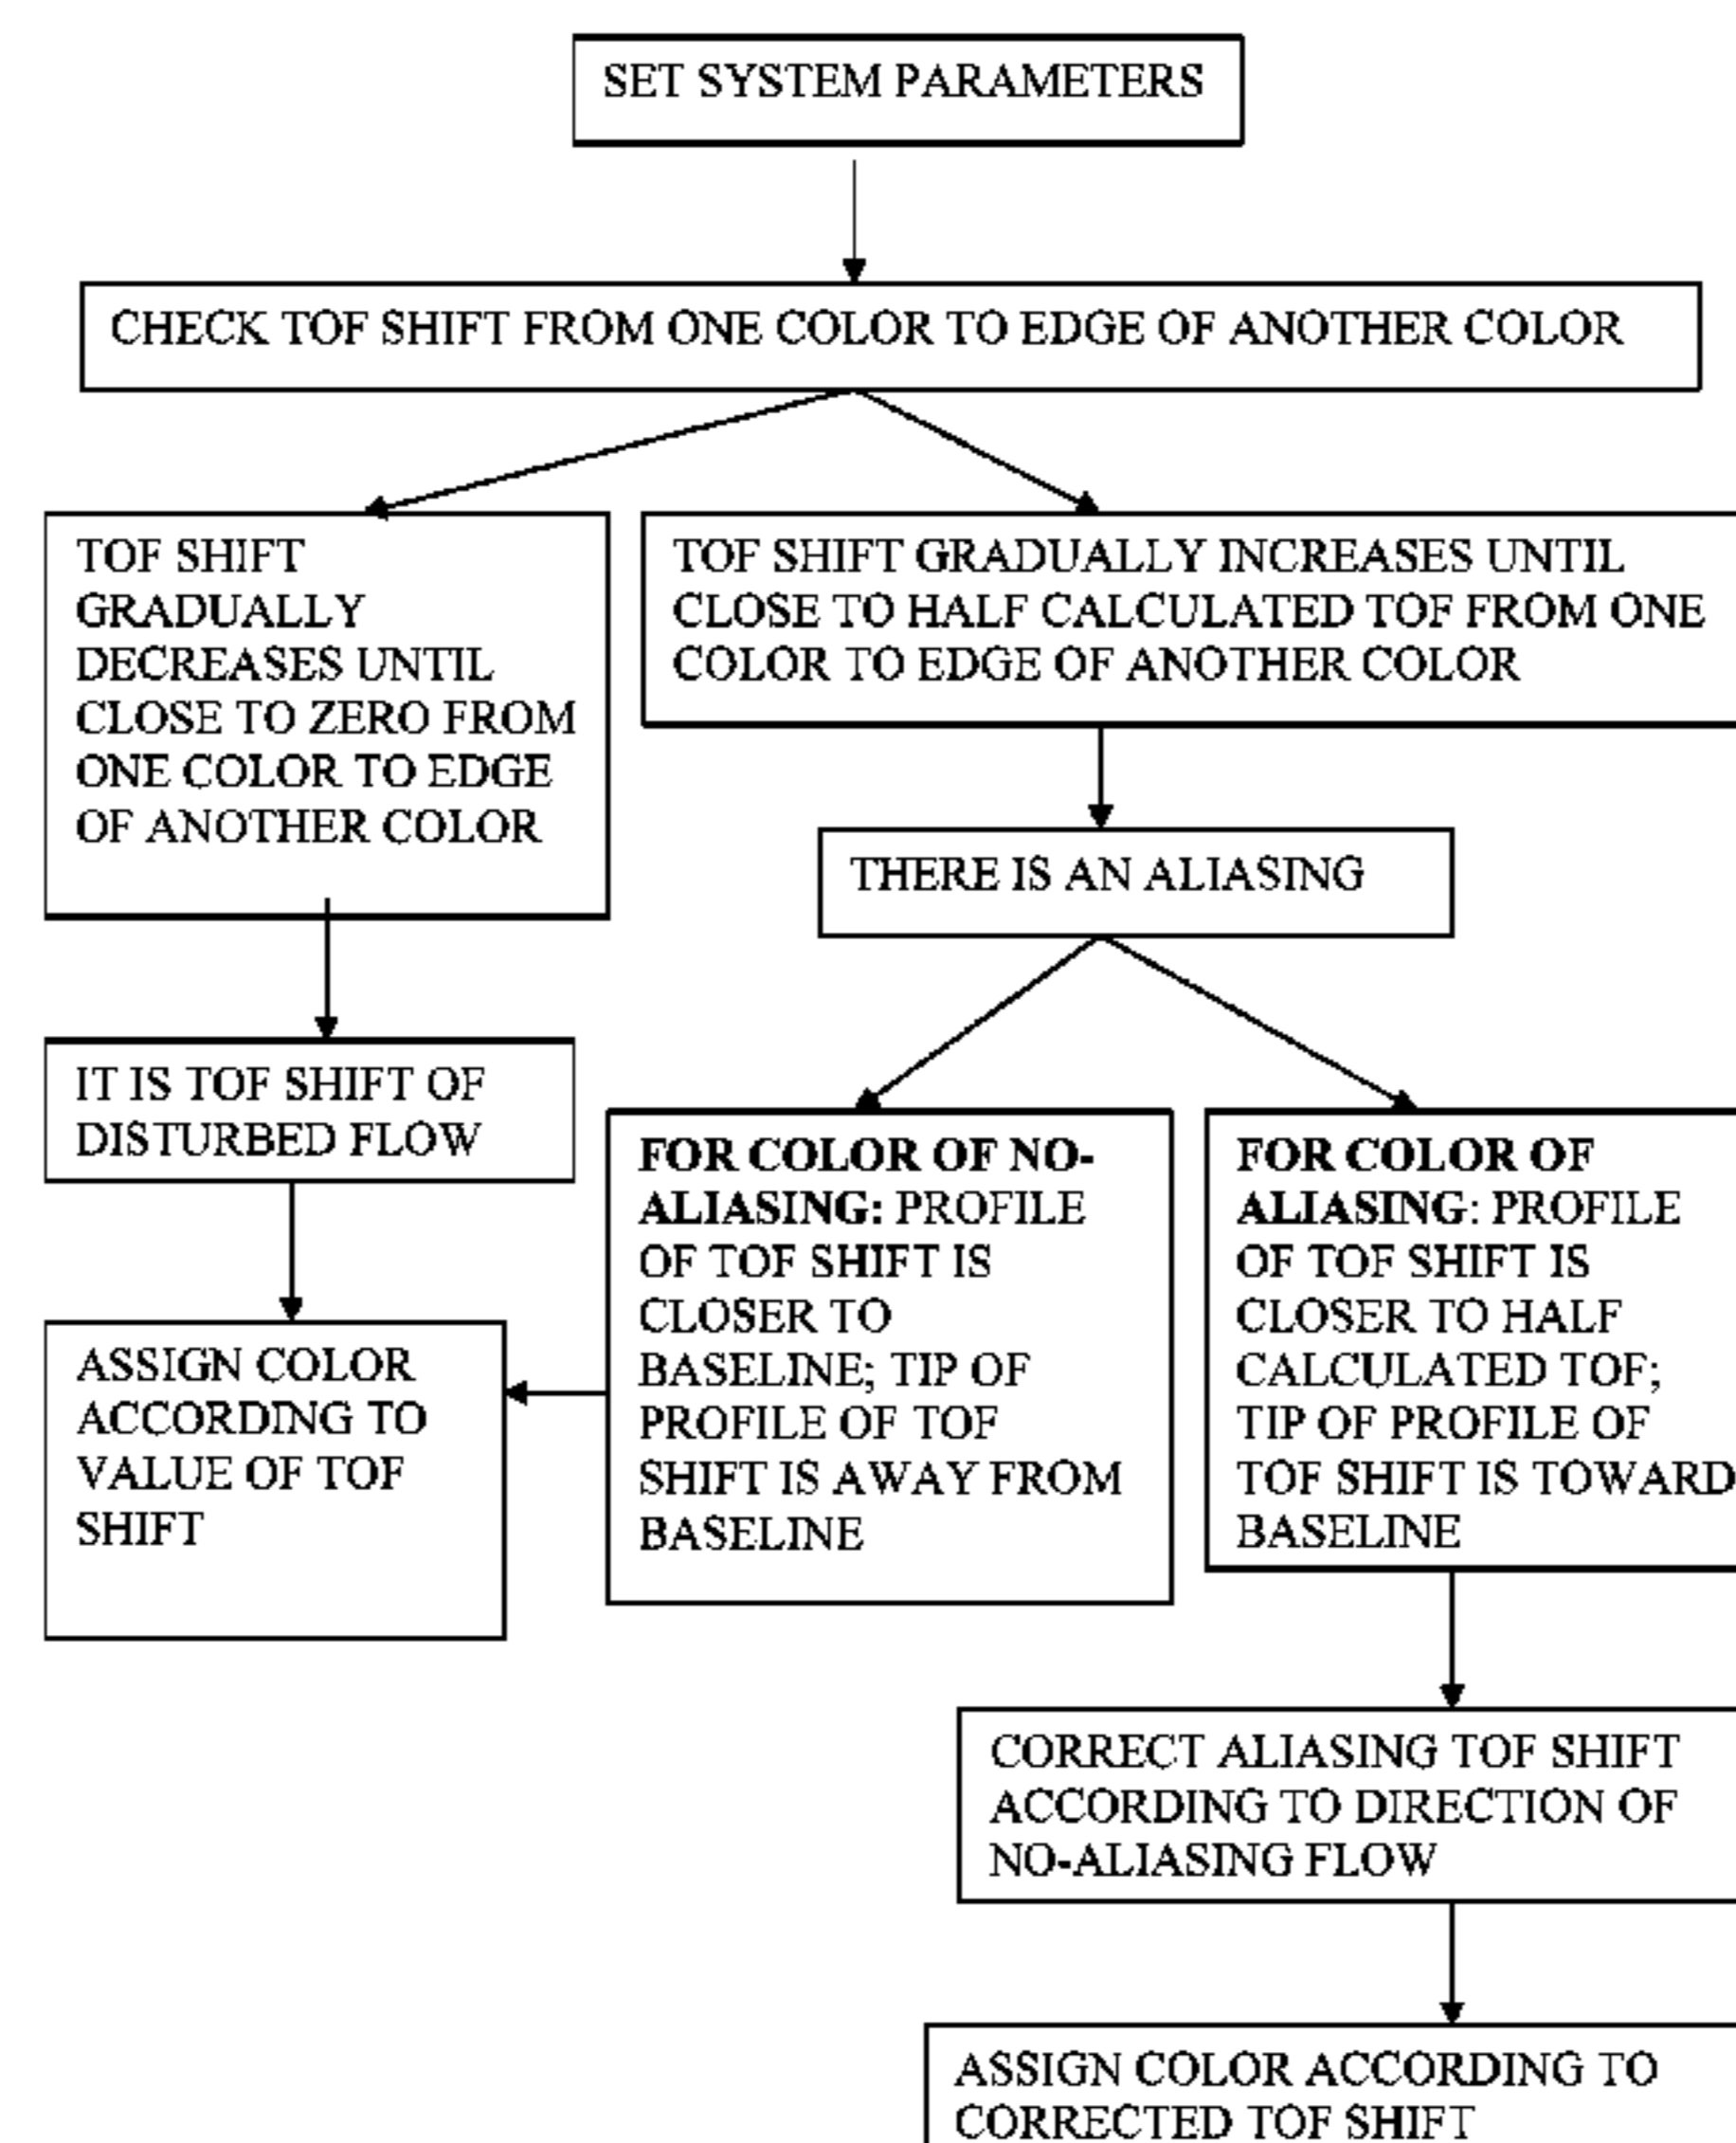 SET SYSTEM PARAMETERS
CHECK TOF SHIFT FROM ONE COLOR TO EDGE OF ANOTHER COLOR
TOF SHIFT
GRADUALLY
DECREASES UNTIL
CLOSE TO ZERO FROM
ONE COLOR TO EDGE
OF ANOTHER COLOR
TOF SHIFT GRADUALLY INCREASES UNTIL
CLOSE TO HALF CALCULATED TOF FROM ONE
COLOR TO EDGE OF ANOTHER COLOR
THERE IS AN ALIASING
IT IS TOF SHIFT OF
DISTURBED FLOW
ASSIGN COLOR
ACCORDING TO
VALUE OF TOF
SHIFT
FOR COLOR OF NO-
ALIASING: PROFILE
OF TOF SHIFT IS
CLOSER TO
BASELINE; TIP OF
PROFILE OF TOF
SHIFT IS AWAY FROM
BASELINE
FOR COLOR OF
ALIASING: PROFILE
OF TOF SHIFT IS
CLOSER TO HALF
CALCULATED TOF;
TIP OF PROFILE OF
TOF SHIFT IS TOWARD
BASELINE
CORRECT ALIASING TOF SHIFT
ACCORDING TO DIRECTION OF
NO-ALIASING FLOW
ASSIGN COLOR ACCORDING TO
CORRECTED TOF SHIFT